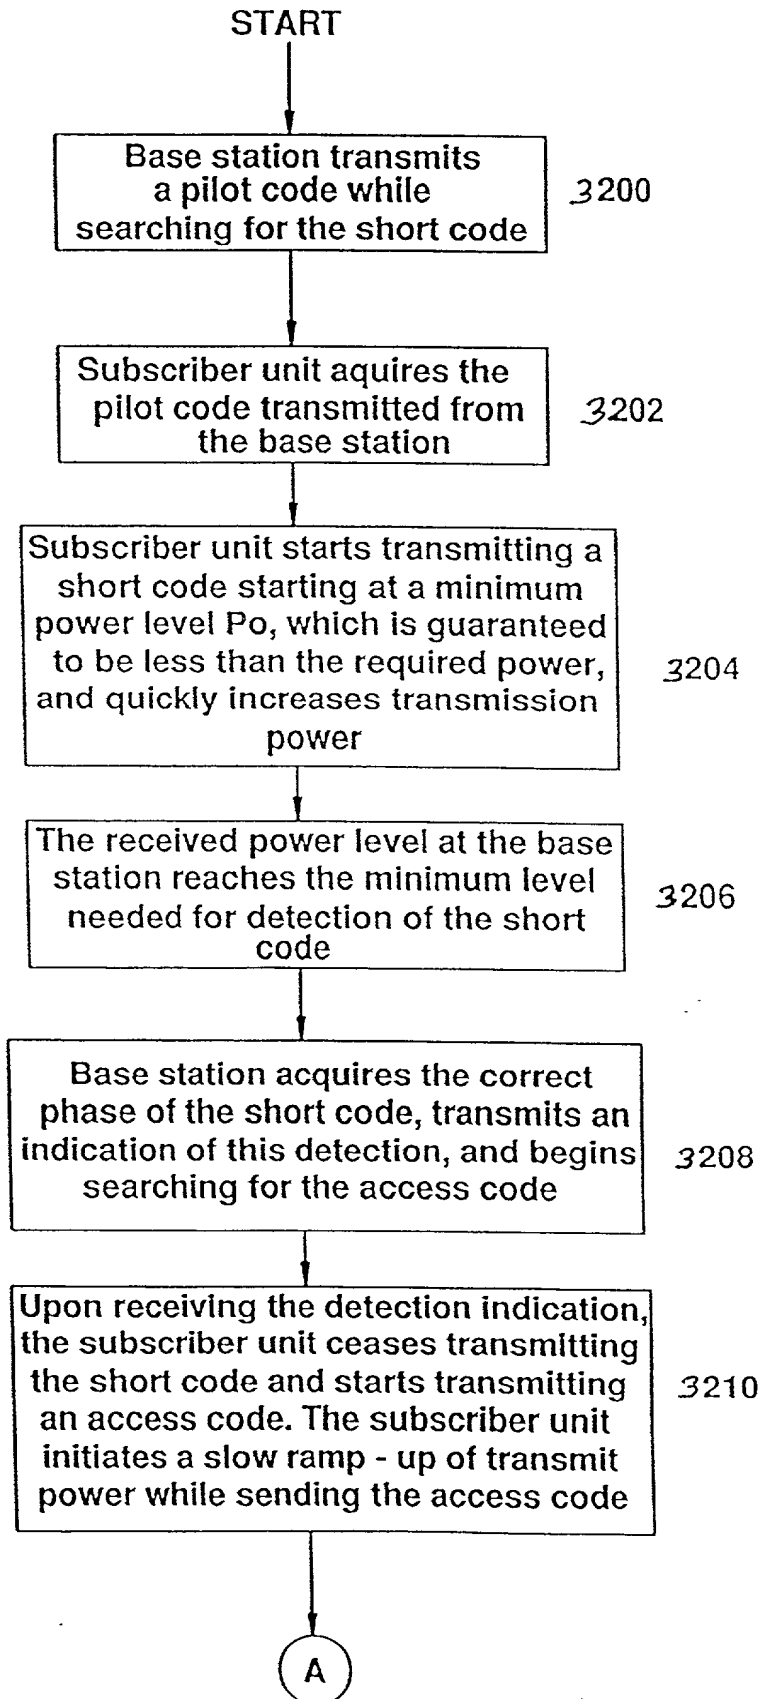 START
Base station transmits
a pilot code while
searching for the short code
3200
Subscriber unit aquires the
pilot code transmitted from
the base station
3202
Subscriber unit starts transmitting a
short code starting at a minimum
power level Po, which is guaranteed
to be less than the required power,
and quickly increases transmission
power
3204
The received power level at the base
station reaches the minimum level
needed for detection of the short
code
3206
Base station acquires the correct
phase of the short code, transmits an
indication of this detection, and begins
searching for the access code
3208
Upon receiving the detection indication,
the subscriber unit ceases transmitting
the short code and starts transmitting
an access code. The subscriber unit
initiates a slow ramp - up of transmit
power while sending the access code
3210
A